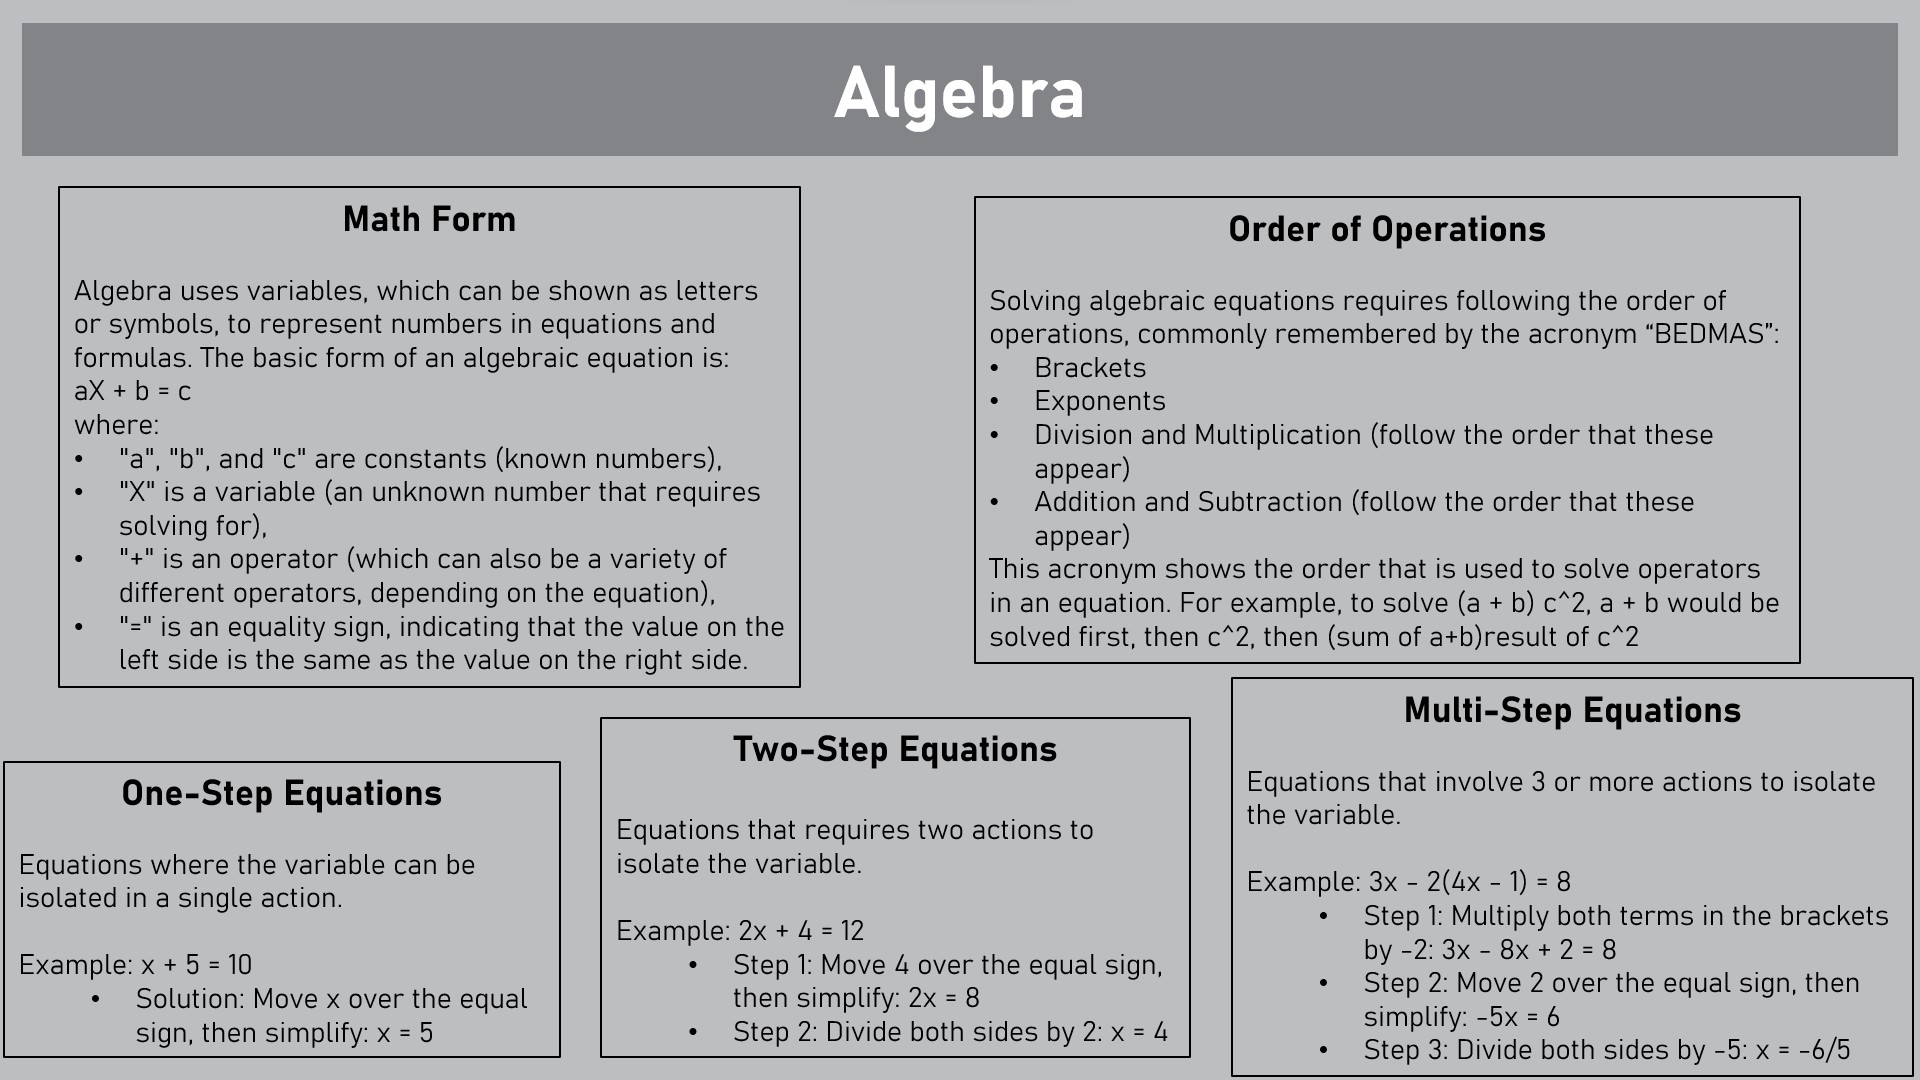 Algebra
Math Form
Algebra uses variables, which can be shown as letters
or symbols, to represent numbers in equations and
formulas. The basic form of an algebraic equation is:
aX + b = c
where:
• "a", "b", and "c" are constants (known numbers),
• "X" is a variable (an unknown number that requires
solving for),
• "+" is an operator (which can also be a variety of
different operators, depending on the equation),
• "=" is an equality sign, indicating that the value on the
left side is the same as the value on the right side.
Order of Operations
Solving algebraic equations requires following the order of
operations, commonly remembered by the acronym “BEDMAS”:
• Brackets
• Exponents
• Division and Multiplication (follow the order that these
appear)
• Addition and Subtraction (follow the order that these
appear)
This acronym shows the order that is used to solve operators
in an equation. For example, to solve (a + b) c^2, a + b would be
solved first, then c^2, then (sum of a+b)result of c^2
One-Step Equations
Equations where the variable can be
isolated in a single action.
Example: x + 5 = 10
• Solution: Move x over the equal
sign, then simplify: x = 5
Two-Step Equations
Equations that requires two actions to
isolate the variable.
Example: 2x + 4 = 12
• Step 1: Move 4 over the equal sign,
then simplify: 2x = 8
• Step 2: Divide both sides by 2: x = 4
Multi-Step Equations
Equations that involve 3 or more actions to isolate
the variable.
Example: 3x - 2(4x - 1) = 8
• Step 1: Multiply both terms in the brackets
by -2: 3x - 8x + 2 = 8
• Step 2: Move 2 over the equal sign, then
simplify: -5x = 6
• Step 3: Divide both sides by -5: x = -6/5